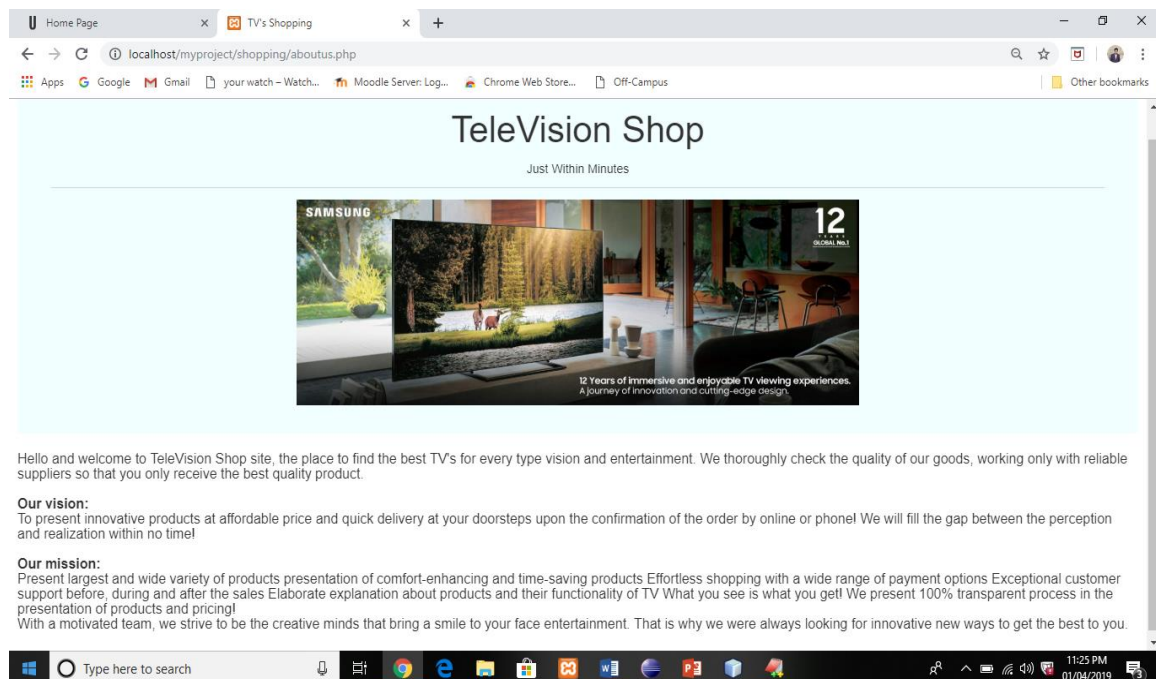 Home Page
TV's Shopping
localhost/myproject/shopping/aboutus.php
Apps
Google
Gmail
your watch – Watch...
Moodle Server: Log...
Chrome Web Store...
Off-Campus
Other bookmarks
TeleVision Shop
Just Within Minutes
SAMSUNG
12
YEARS
GLOBAL No.1
12 Years of immersive and enjoyable TV viewing experiences.
A journey of innovation and cutting-edge design.
Hello and welcome to TeleVision Shop site, the place to find the best TV's for every type vision and entertainment. We thoroughly check the quality of our goods, working only with reliable
suppliers so that you only receive the best quality product.
Our vision:
To present innovative products at affordable price and quick delivery at your doorsteps upon the confirmation of the order by online or phone! We will fill the gap between the perception
and realization within no time!
Our mission:
Present largest and wide variety of products presentation of comfort-enhancing and time-saving products Effortless shopping with a wide range of payment options Exceptional customer
support before, during and after the sales Elaborate explanation about products and their functionality of TV What you see is what you get! We present 100% transparent process in the
presentation of products and pricing!
With a motivated team, we strive to be the creative minds that bring a smile to your face entertainment. That is why we were always looking for innovative new ways to get the best to you.
Type here to search
11:25 PM
01/04/2019
3